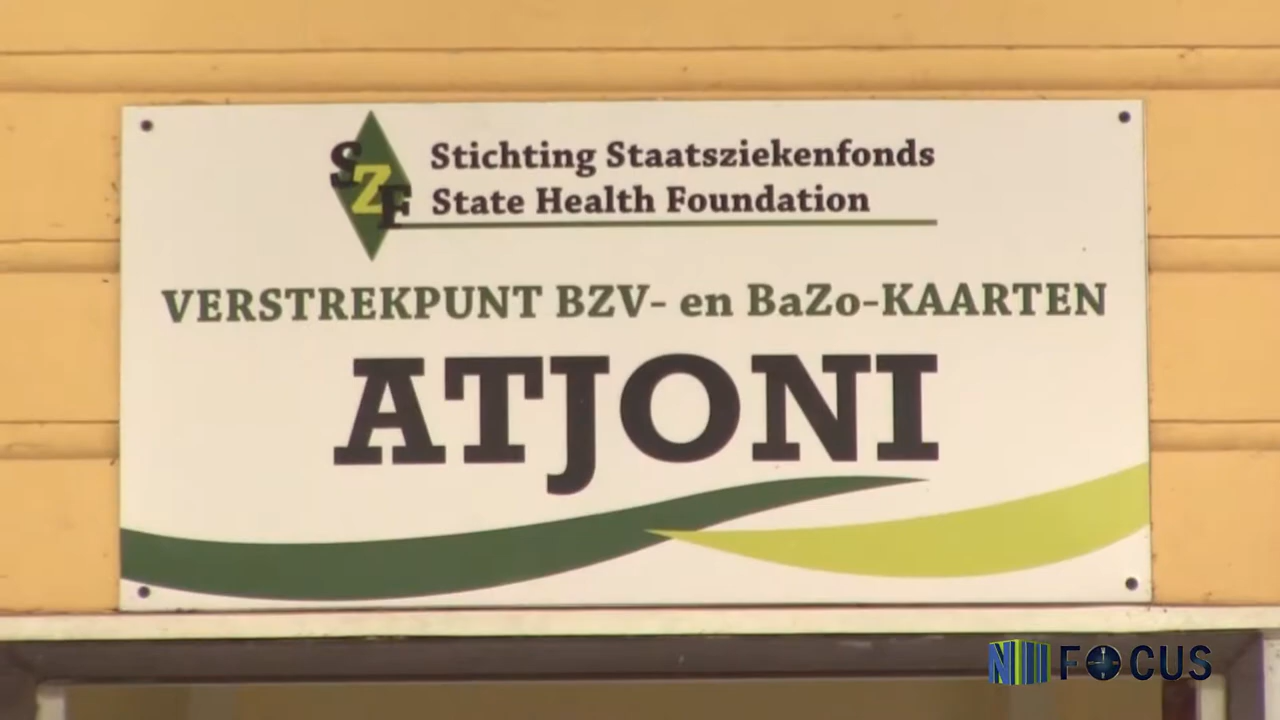 SZF
Stichting Staatsziekenfonds
State Health Foundation
VERSTREKPUNT BZV- en BaZo-KAARTEN
ATJONI
FOCUS